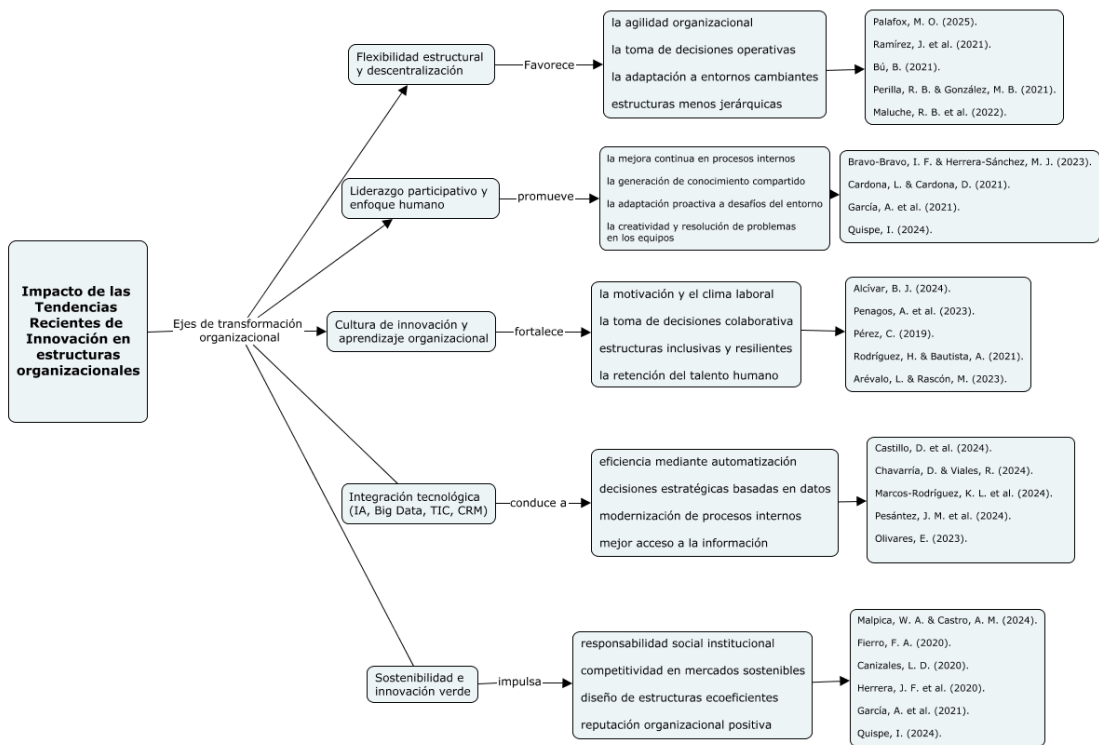 Impacto de las
Tendencias
Recientes de
Innovación en
estructuras
organizacionales
Ejes de transformación
organizacional
Flexibilidad estructural
y descentralización
Favorece
la agilidad organizacional
la toma de decisiones operativas
la adaptación a entornos cambiantes
estructuras menos jerárquicas
Palafox, M. O. (2025).
Ramírez, J. et al. (2021).
Bú, B. (2021).
Perilla, R. B. & González, M. B. (2021).
Maluche, R. B. et al. (2022).
Liderazgo participativo y
enfoque humano
promueve
la mejora continua en procesos internos
la generación de conocimiento compartido
la adaptación proactiva a desafíos del entorno
la creatividad y resolución de problemas
en los equipos
Bravo-Bravo, I. F. & Herrera-Sánchez, M. J. (2023).
Cardona, L. & Cardona, D. (2021).
García, A. et al. (2021).
Quispe, I. (2024).
Cultura de innovación y
aprendizaje organizacional
fortalece
la motivación y el clima laboral
la toma de decisiones colaborativa
estructuras inclusivas y resilientes
la retención del talento humano
Alcívar, B. J. (2024).
Penagos, A. et al. (2023).
Pérez, C. (2019).
Rodríguez, H. & Bautista, A. (2021).
Arévalo, L. & Rascón, M. (2023).
Integración tecnológica
(IA, Big Data, TIC, CRM)
conduce a
eficiencia mediante automatización
decisiones estratégicas basadas en datos
modernización de procesos internos
mejor acceso a la información
Castillo, D. et al. (2024).
Chavarría, D. & Viales, R. (2024).
Marcos-Rodríguez, K. L. et al. (2024).
Pesántez, J. M. et al. (2024).
Olivares, E. (2023).
Sostenibilidad e
innovación verde
impulsa
responsabilidad social institucional
competitividad en mercados sostenibles
diseño de estructuras ecoeficientes
reputación organizacional positiva
Malpica, W. A. & Castro, A. M. (2024).
Fierro, F. A. (2020).
Canizales, L. D. (2020).
Herrera, J. F. et al. (2020).
García, A. et al. (2021).
Quispe, I. (2024).